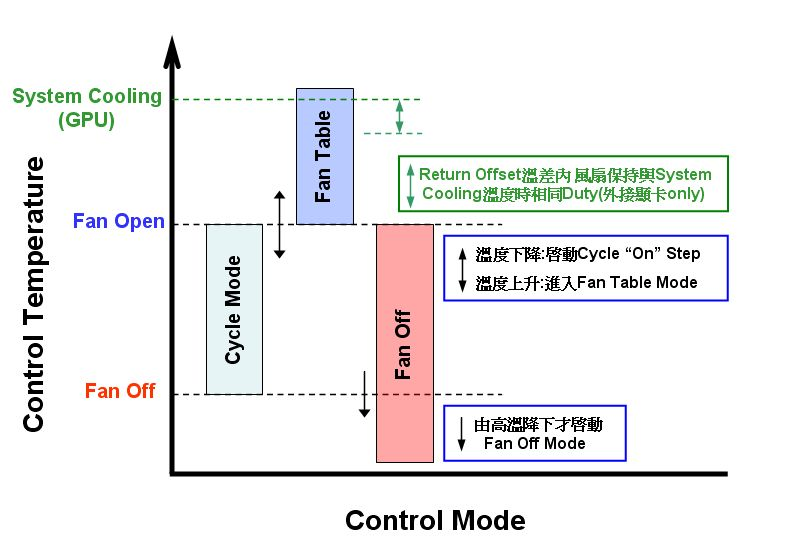 System Cooling
(GPU)
Fan Table
Return Offset溫差內 風扇保持與System
Cooling溫度時相同Duty(外接顯卡only)
Fan Open
Control Temperature
Cycle Mode
Fan Off
溫度下降:啓動Cycle “On” Step
溫度上升:進入Fan Table Mode
Fan Off
由高溫降下才啓動
Fan Off Mode
Control Mode